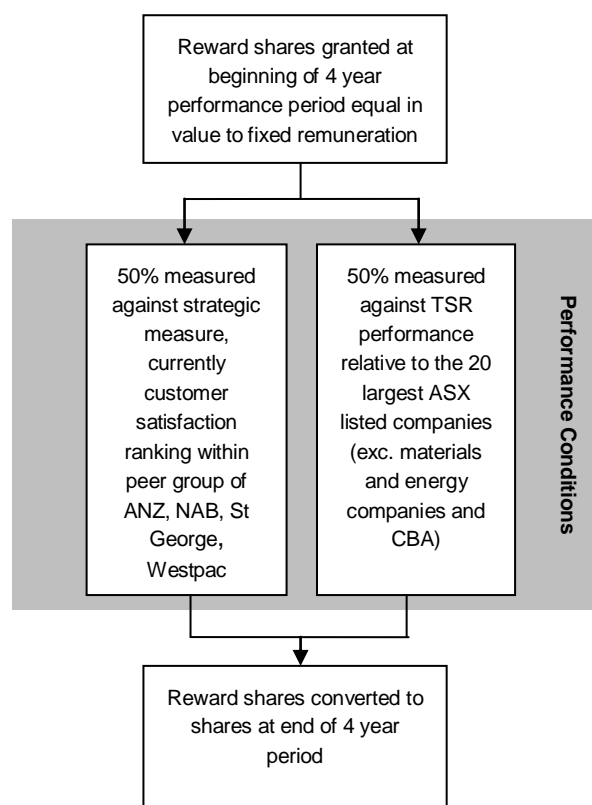 Reward shares granted at
beginning of 4 year
performance period equal in
value to fixed remuneration
50% measured
against strategic
measure,
currently
customer
satisfaction
ranking within
peer group of
ANZ, NAB, St
George, 
Westpac
50% measured
against TSR
performance
relative to the 20
largest ASX
listed companies
(exc. materials
and energy
companies and
CBA)
Performance Conditions
Reward shares converted to
shares at end of 4 year
period